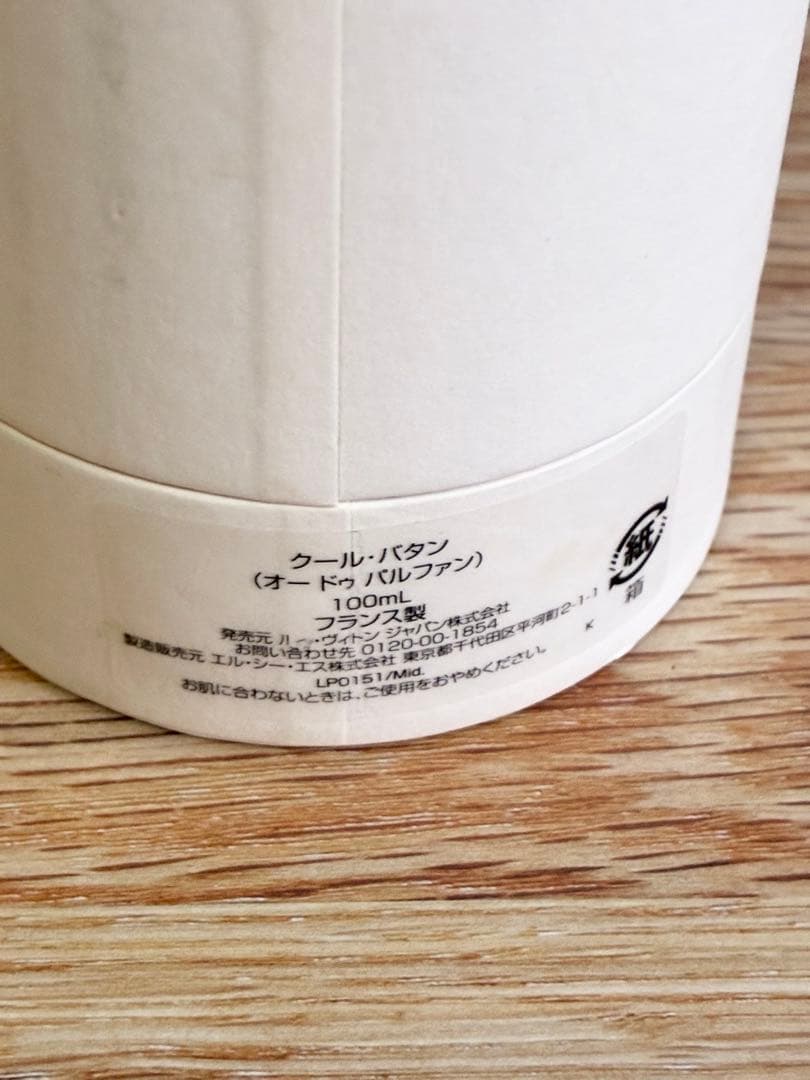 クール・バタン
(オー ドゥ パルファン)
100mL
フランス製
発売元 ルイ・ヴィトン ジャパン株式会社
お問い合わせ先 0120-00-1854
製造販売元 エル・シー・エス株式会社 東京都千代田区平河町2-1-1
LP0151/Mid.
K
お肌に合わないときは、ご使用をおやめください。
紙
箱